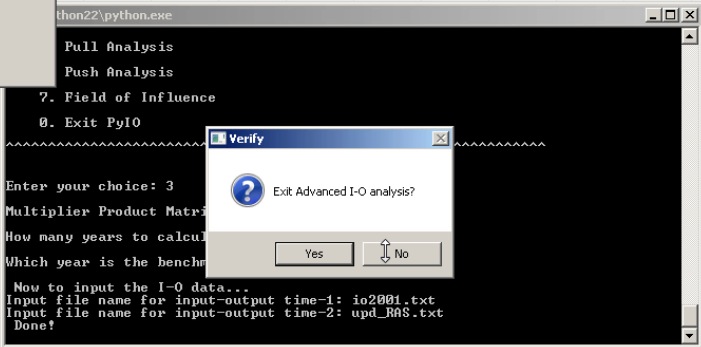 thon22\python.exe
Pull Analysis
Push Analysis
7. Field of Influence
0. Exit PyIO
Verify
Enter your choice: 3
Exit Advanced I-O analysis?
Multiplier Product Matri
How many years to calcul
Yes
No
Which year is the benchm
Now to input the I-O data...
Input file name for input-output time-1: io2001.txt
Input file name for input-output time-2: upd_RAS.txt
Done!